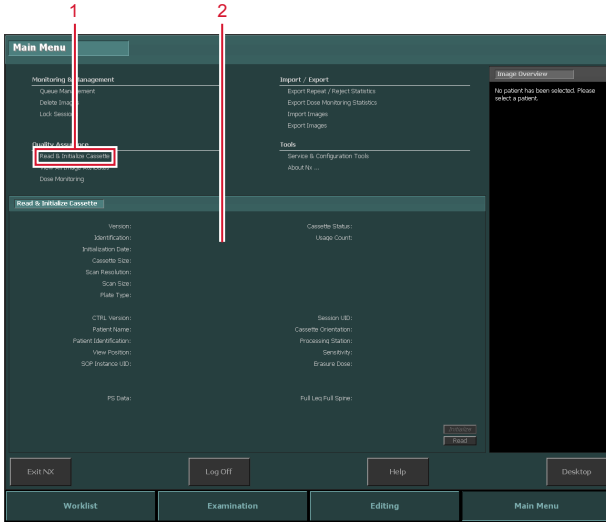 1
2
Main Menu
Monitoring & Management
Queue Management
Delete Images
Lock Session
Quality Assurance
Read & Initialize Cassette
View All Image Attributes
Dose Monitoring
Import / Export
Export Repeat / Reject Statistics
Export Dose Monitoring Statistics
Import Images
Export Images
Tools
Service & Configuration Tools
About Nx ...
Image Overview
No patient has been selected. Please
select a patient.
Read & Initialize Cassette
Version:
Identification:
Initialization Date:
Cassette Size:
Scan Resolution:
Scan Size:
Plate Type:
Cassette Status:
Usage Count:
CTRL Version:
Patient Name:
Patient Identification:
View Position:
SOP Instance UID:
Session UID:
Cassette Orientation:
Processing Station:
Sensitivity:
Erasure Dose:
PS Data:
Full Leg Full Spine:
Initialize
Read
Exit NX
Log Off
Help
Desktop
Worklist
Examination
Editing
Main Menu